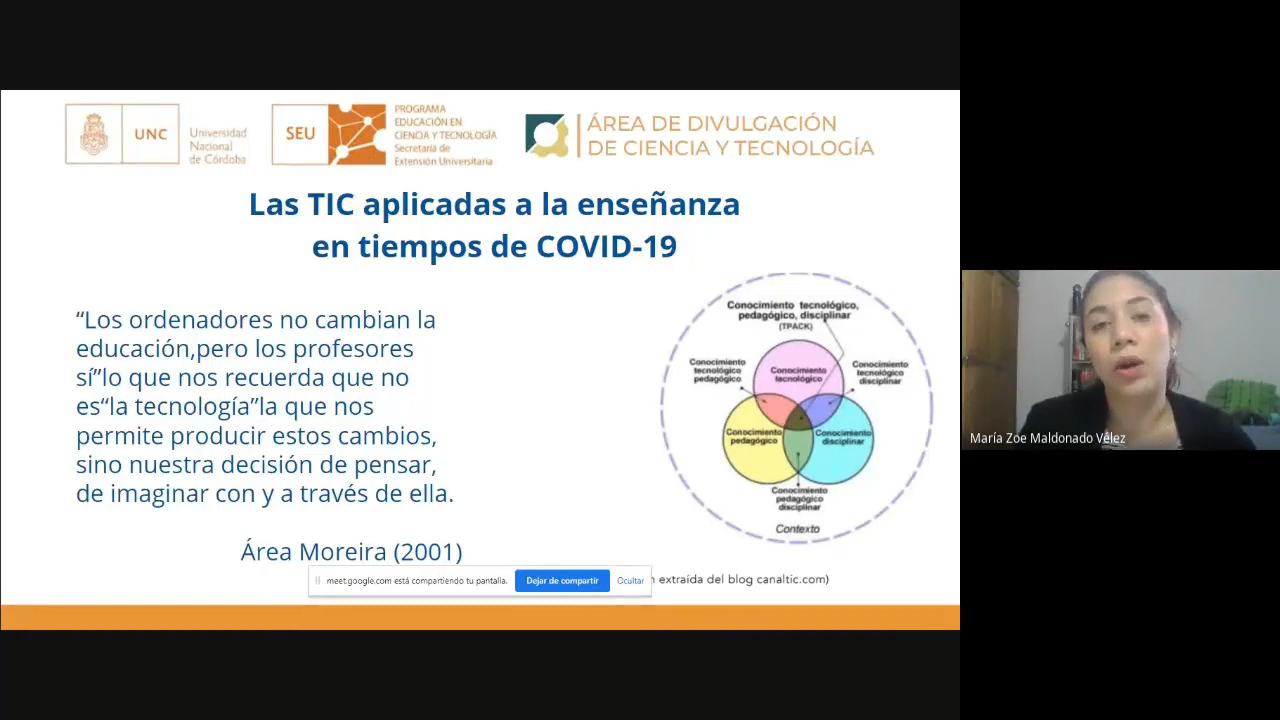 UNC
Universidad
Nacional
de Córdoba
SEU
PROGRAMA
EDUCACIÓN EN
CIENCIA Y TECNOLOGÍA
Secretaría de
Extensión Universitaria
ÁREA DE DIVULGACIÓN
DE CIENCIA Y TECNOLOGÍA
Las TIC aplicadas a la enseñanza
en tiempos de COVID-19
“Los ordenadores no cambian la
educación,pero los profesores
sí”lo que nos recuerda que no
es“la tecnología”la que nos
permite producir estos cambios,
sino nuestra decisión de pensar,
de imaginar con y a través de ella.
Área Moreira (2001)
Conocimiento tecnológico,
pedagógico, disciplinar
(TPACK)
Conocimiento
tecnológico
pedagógico
Conocimiento
tecnológico
Conocimiento
tecnológico
disciplinar
Conocimiento
pedagógico
Conocimiento
disciplinar
Conocimiento
pedagógico
disciplinar
Contexto
meet.google.com está compartiendo tu pantalla.
Dejar de compartir
Ocultar
extraída del blog canaltic.com)
María Zoe Maldonado Vélez